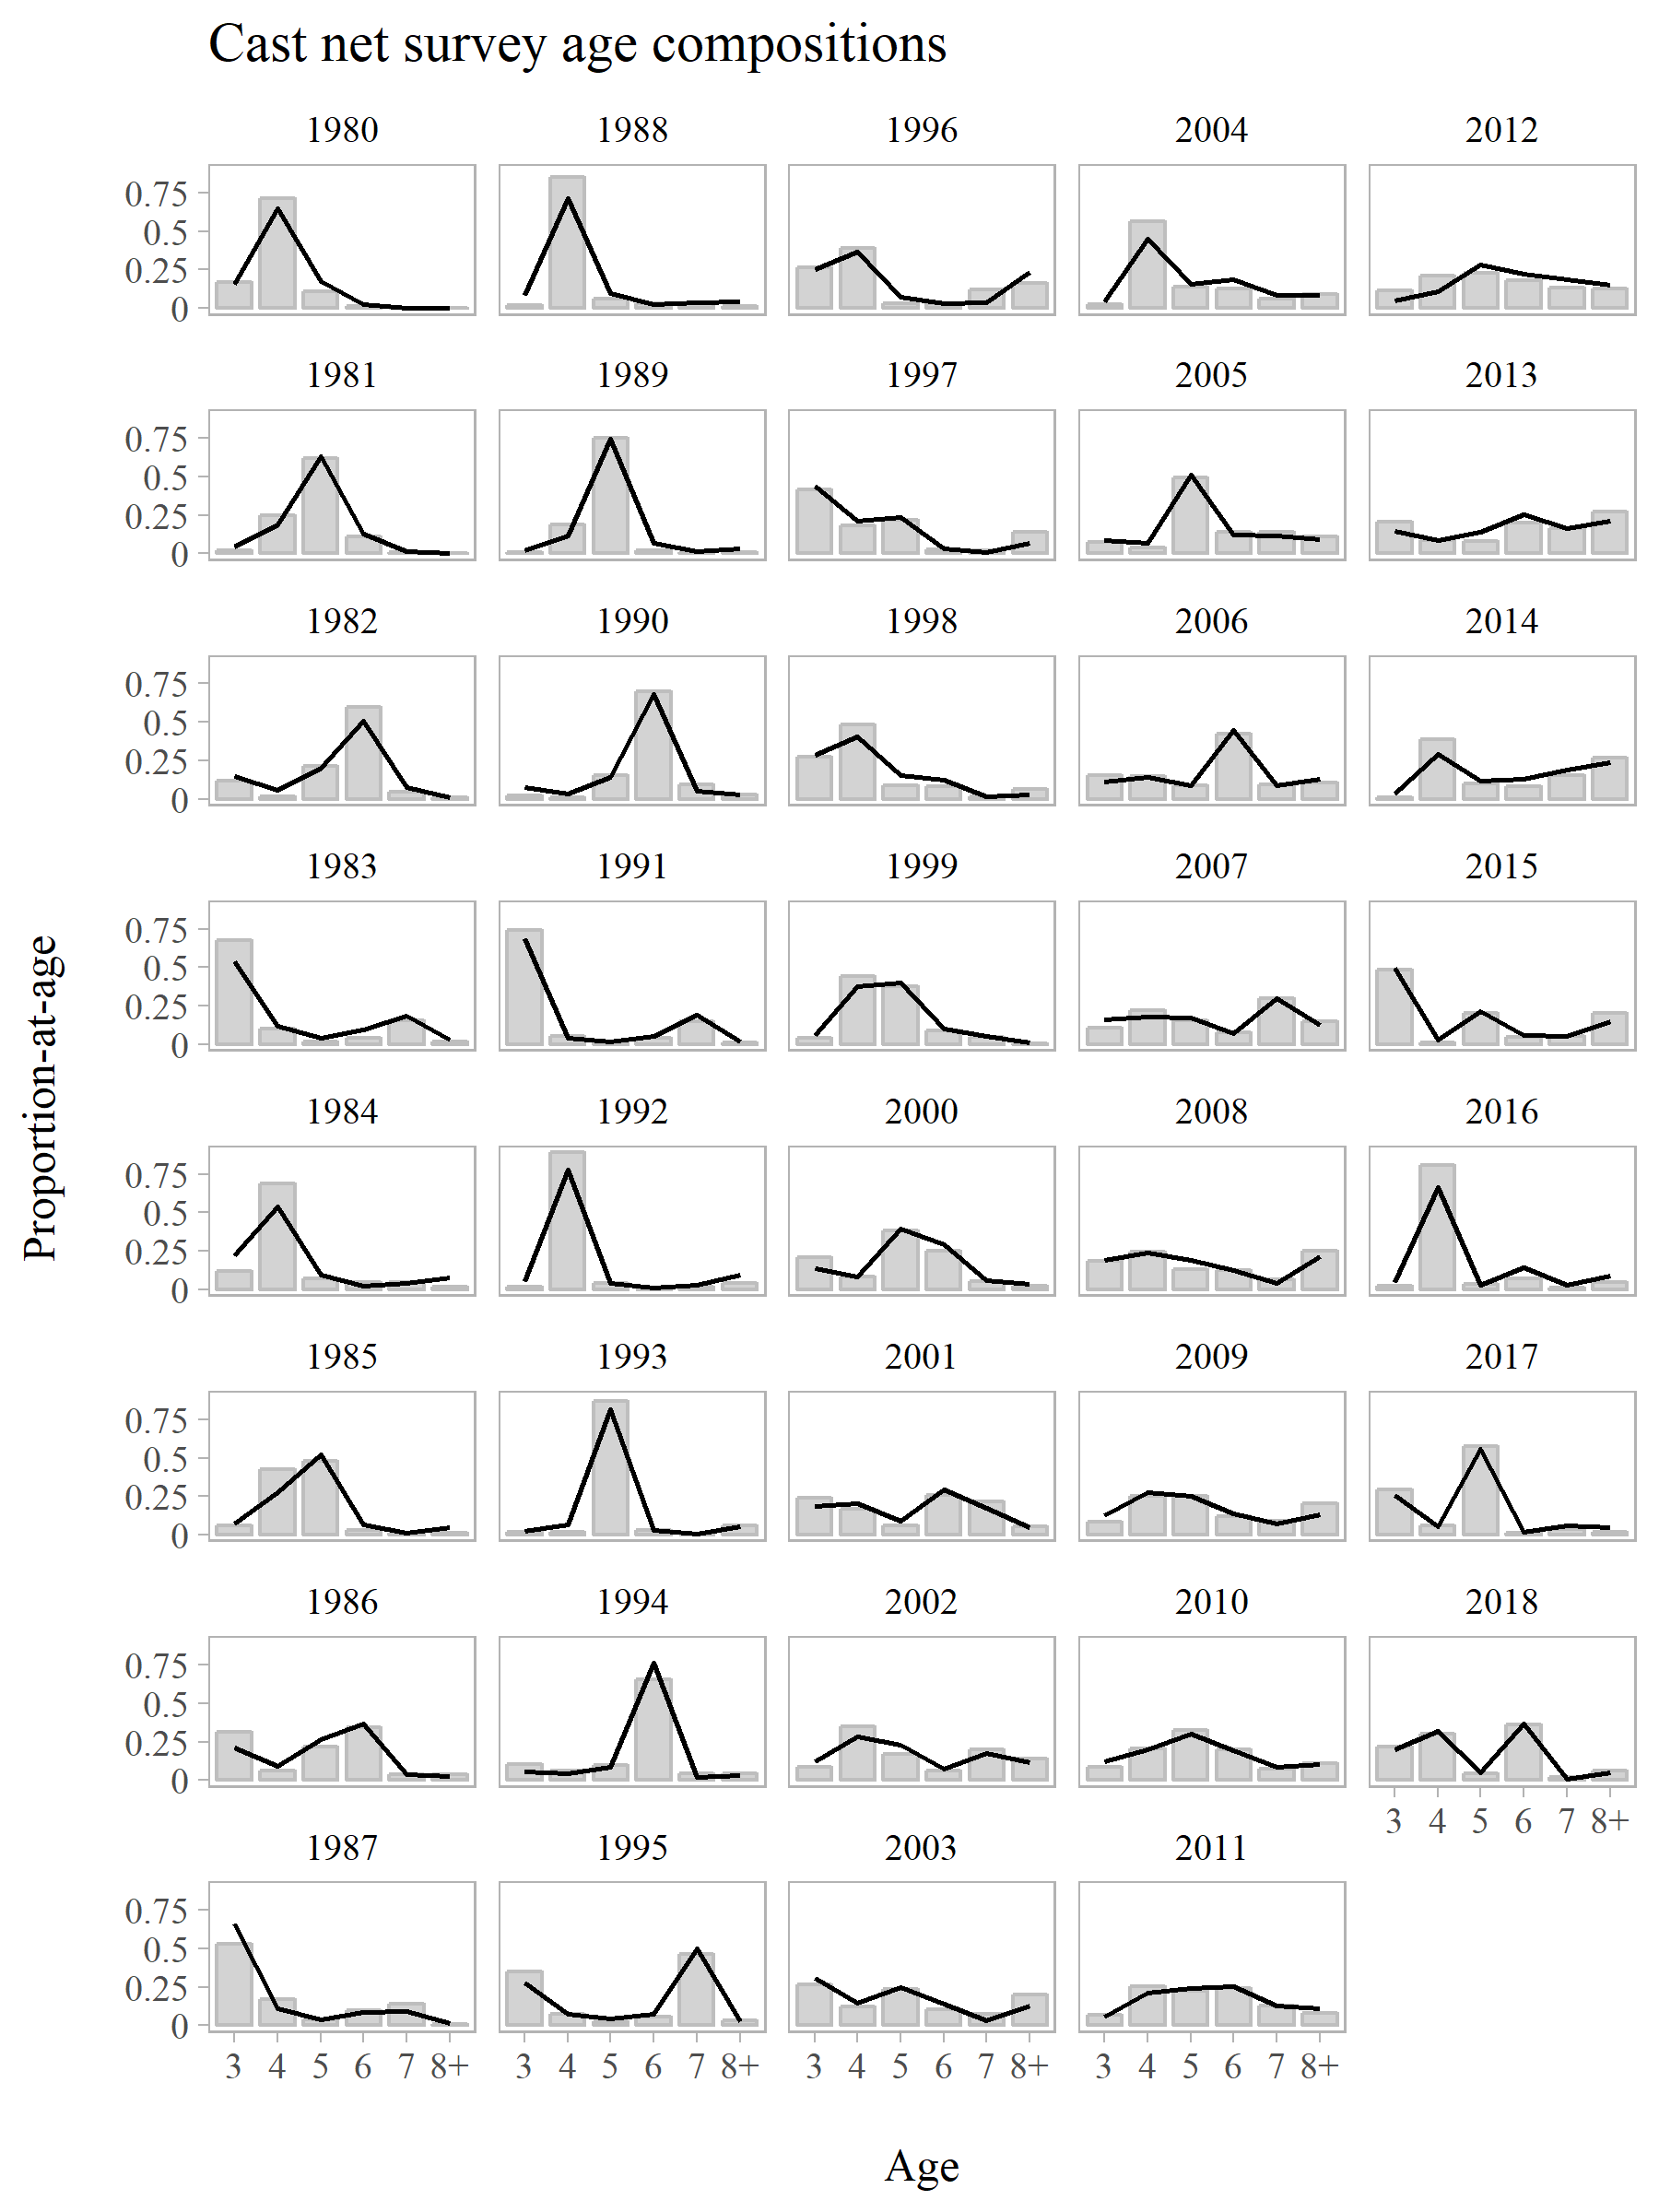 Cast net survey age compositions
1980 1988 1996 2004 2012
0.75
0.5
0.25
0
1981 1989 1997 2005 2013
0.75
0.5
0.25
0
1982 1990 1998 2006 2014
0.75
0.5
0.25
0
1983 1991 1999 2007 2015
0.75
0.5
0.25
0
1984 1992 2000 2008 2016
0.75
0.5
0.25
0
1985 1993 2001 2009 2017
0.75
0.5
0.25
0
1986 1994 2002 2010 2018
0.75
0.5
0.25
0
3 4 5 6 7 8+
1987 1995 2003 2011
0.75
0.5
0.25
0
3 4 5 6 7 8+ 3 4 5 6 7 8+ 3 4 5 6 7 8+ 3 4 5 6 7 8+
Proportion-at-age
Age